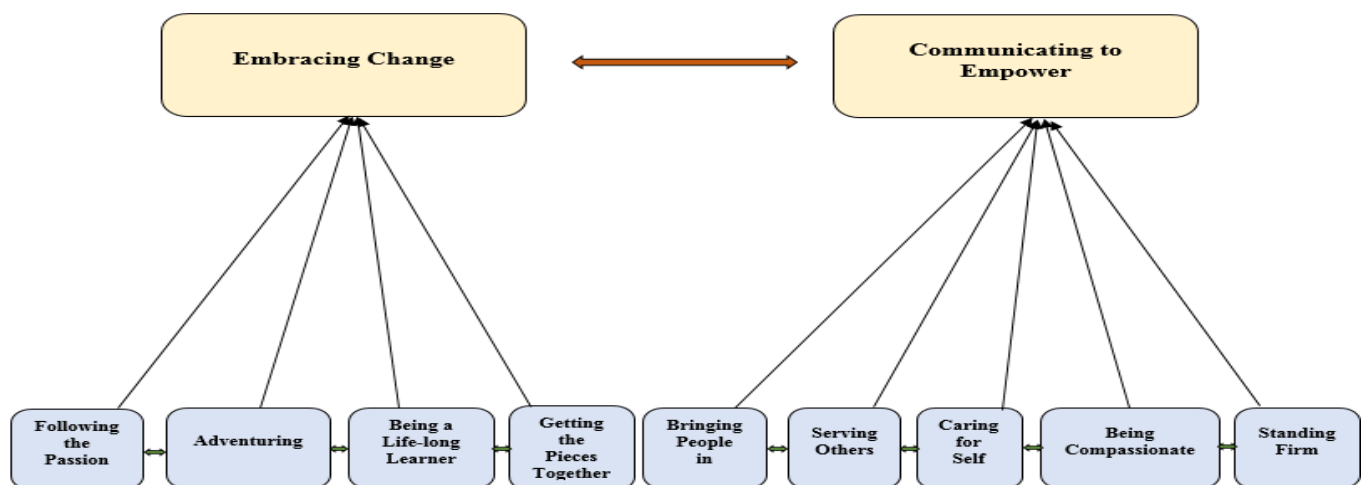 Embracing Change
Communicating to
Empower
Following
the
Passion
Adventuring
Being a
Life-long
Learner
Getting
the
Pieces
Together
Bringing
People
in
Serving
Others
Caring
for
Self
Being
Compassionate
Standing
Firm